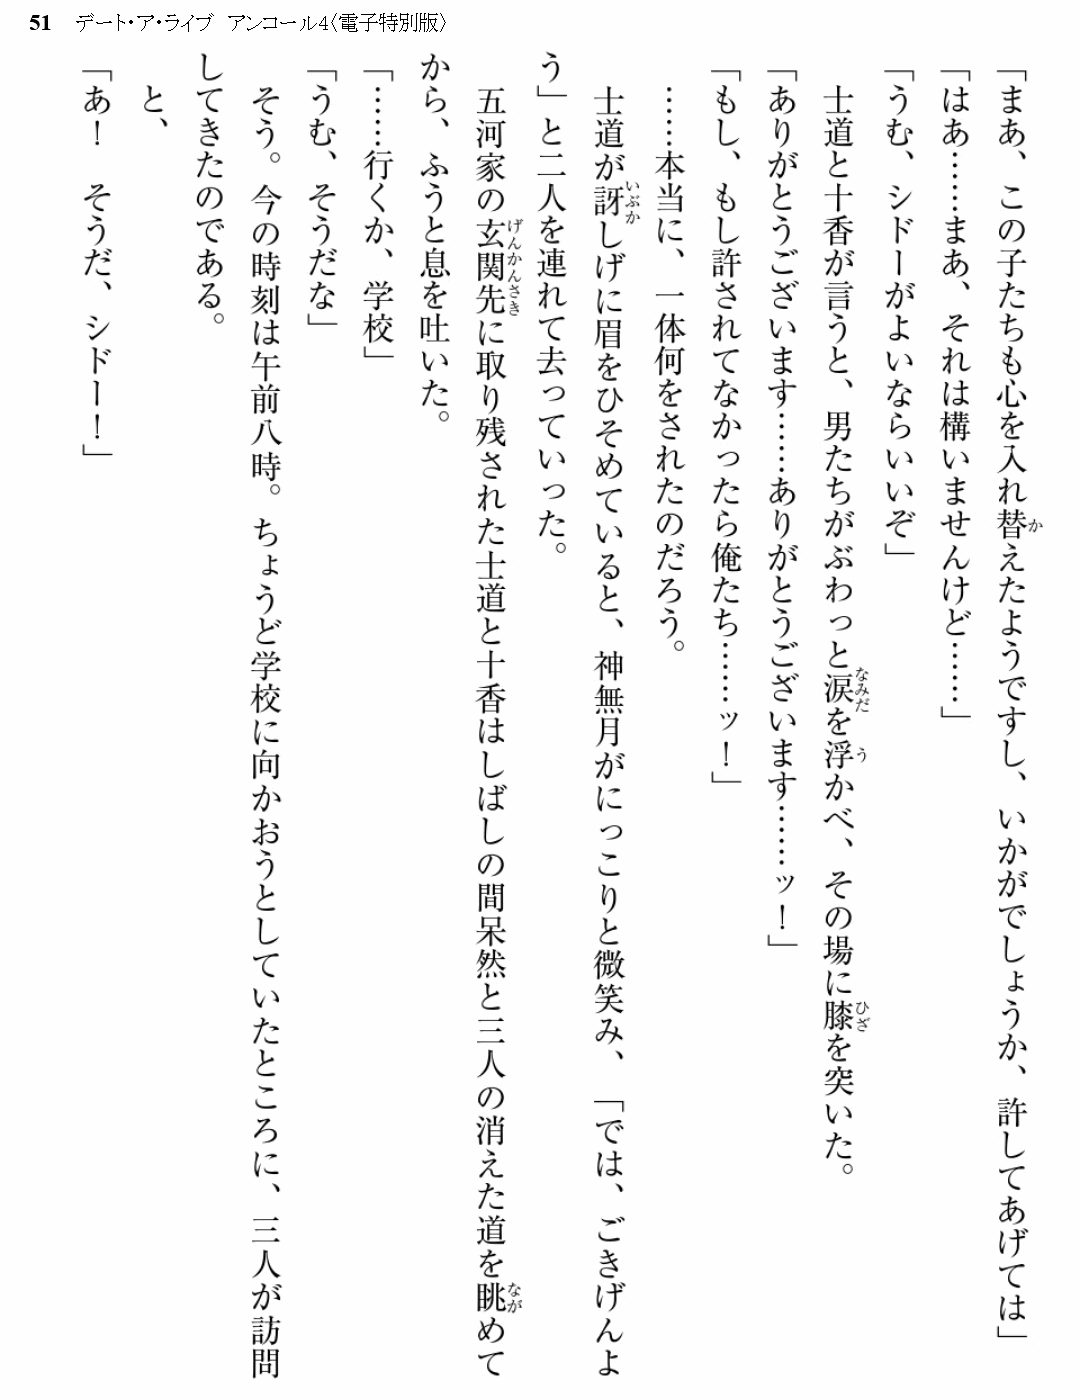 51 デート・ア・ライブ アンコール4〈電子特別版〉
「まあ、この子たちも心を入れ替えたようですし、いかがでしょうか、許してあげては」
「はあ……まあ、それは構いませんけど……」
「うむ、シドーがよいならいいぞ」
士道と十香が言うと、男たちがぶわっと涙を浮かべ、その場に膝を突いた。
「ありがとうございます……ありがとうございます……ッ！」
「もし、もし許されてなかったら俺たち……ッ！」
……本当に、一体何をされたのだろう。
士道が訝しげに眉をひそめていると、神無月がにっこりと微笑み、「では、ごきげんよ
う」と二人を連れて去っていった。
五河家の玄関先に取り残された士道と十香はしばしの間呆然と三人の消えた道を眺めて
から、ふうと息を吐いた。
「……行くか、学校」
「うむ、そうだな」
そう。今の時刻は午前八時。ちょうど学校に向かおうとしていたところに、三人が訪問
してきたのである。
と、
「あ！　そうだ、シドー！」